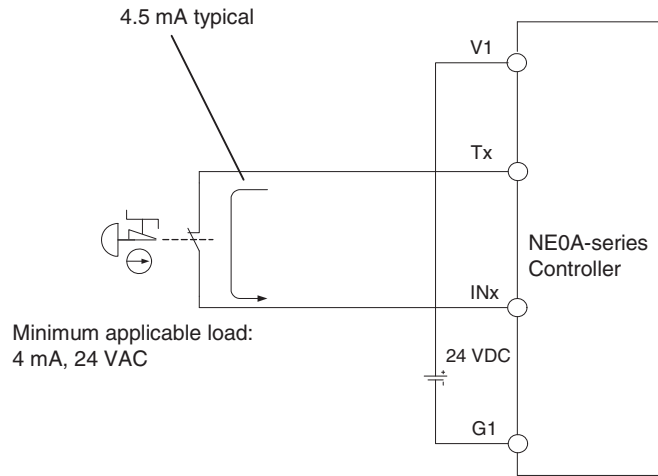 4.5 mA typical
V1
Tx
NE0A-series
Controller
INx
Minimum applicable load:
4 mA, 24 VAC
24 VDC
G1